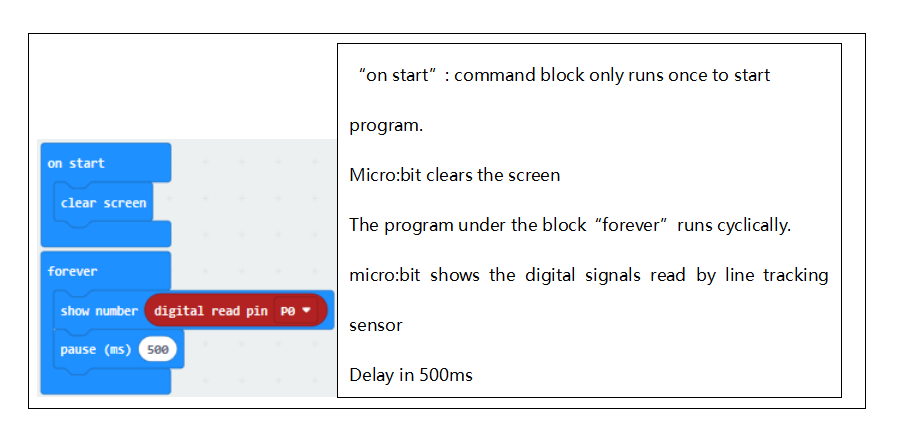 on start
clear screen
forever
show number digital read pin P0
pause (ms) 500
“on start”: command block only runs once to start
program.
Micro:bit clears the screen
The program under the block “forever” runs cyclically.
micro:bit shows the digital signals read by line tracking
sensor
Delay in 500ms